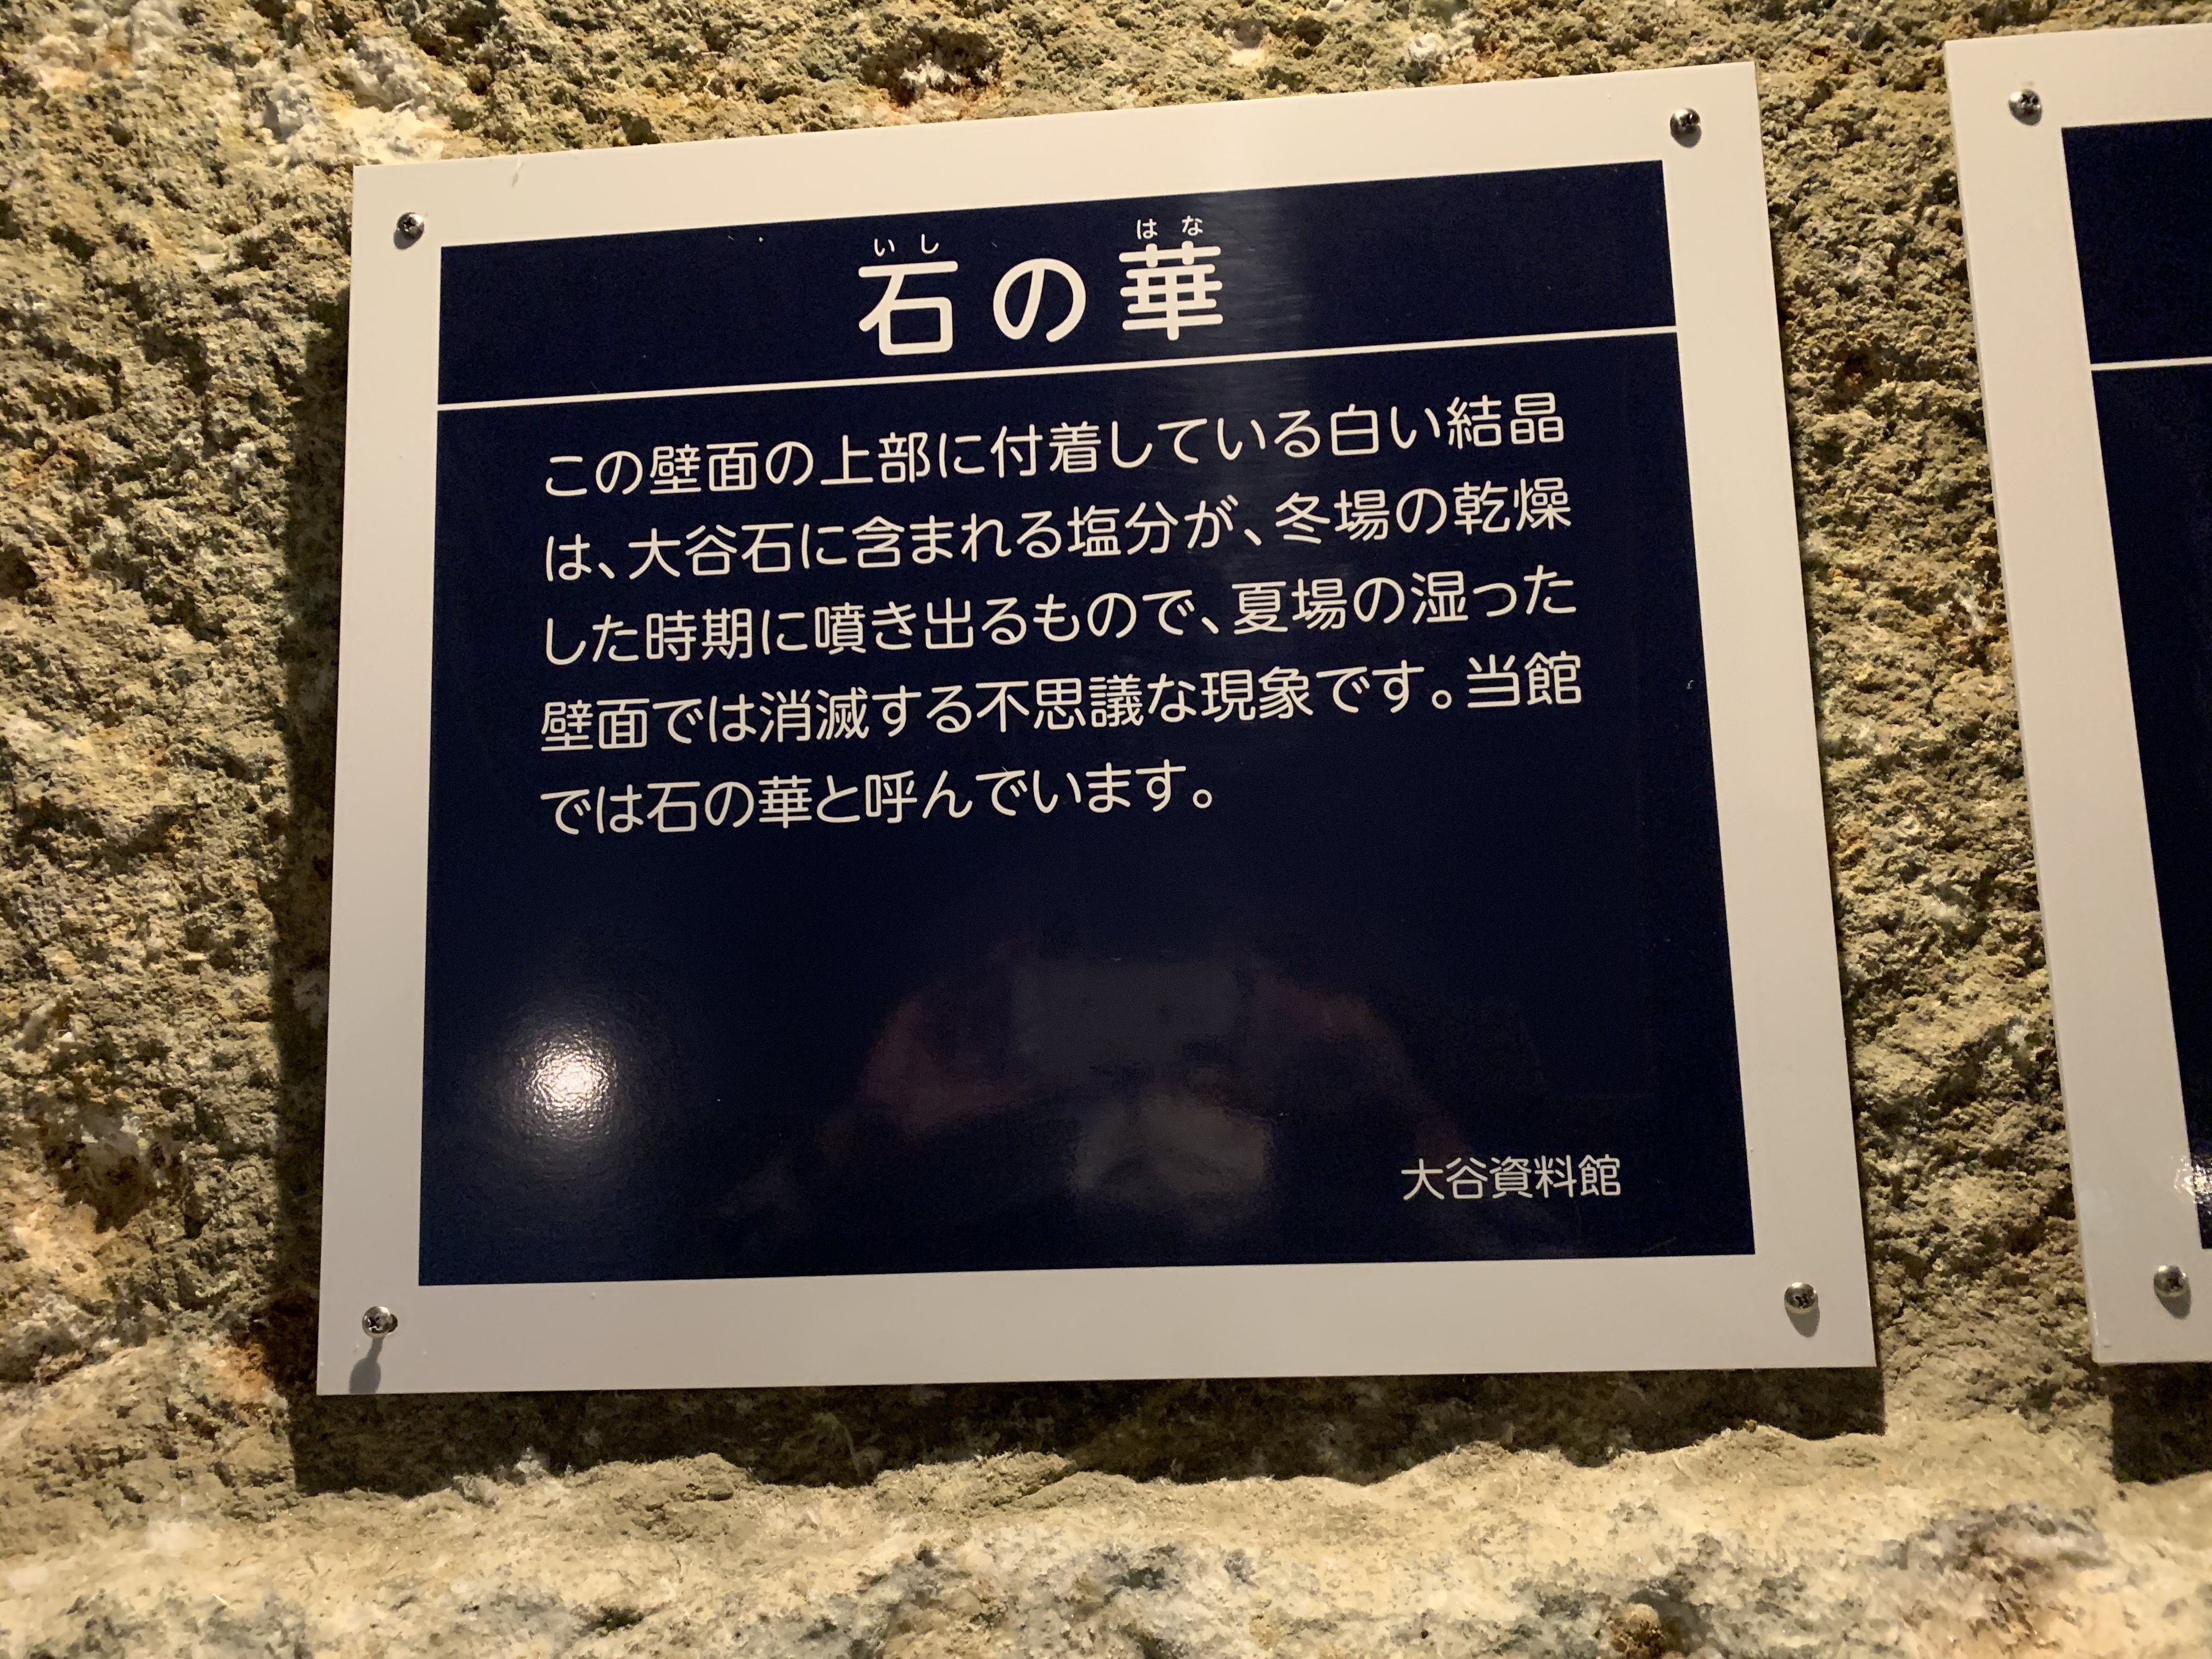 いし はな
石の華
この壁面の上部に付着している白い結晶
は、大谷石に含まれる塩分が、冬場の乾燥
した時期に噴き出るもので、夏場の湿った
壁面では消滅する不思議な現象です。当館
では石の華と呼んでいます。
大谷資料館